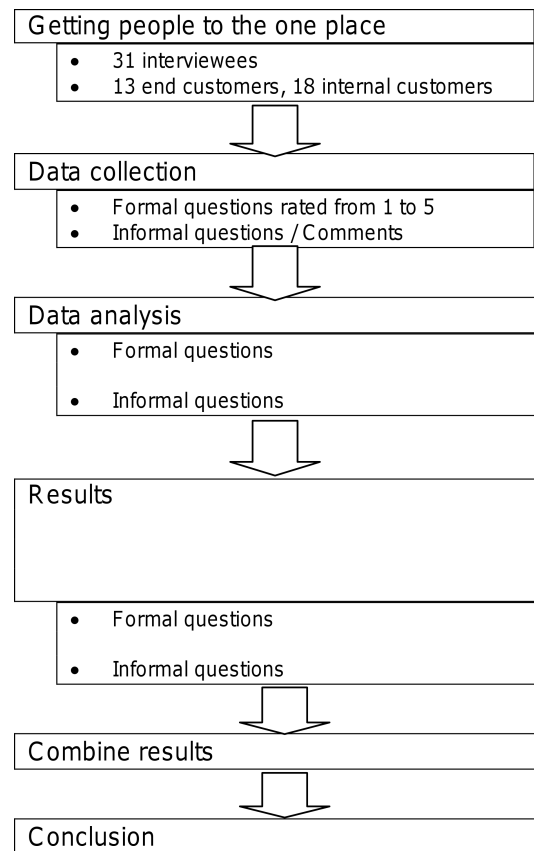 Getting people to the one place
• 31 interviewees
• 13 end customers, 18 internal customers
Data collection
• Formal questions rated from 1 to 5
• Informal questions / Comments
Data analysis
• Formal questions
• Informal questions
Results
• Formal questions
• Informal questions
Combine results
Conclusion